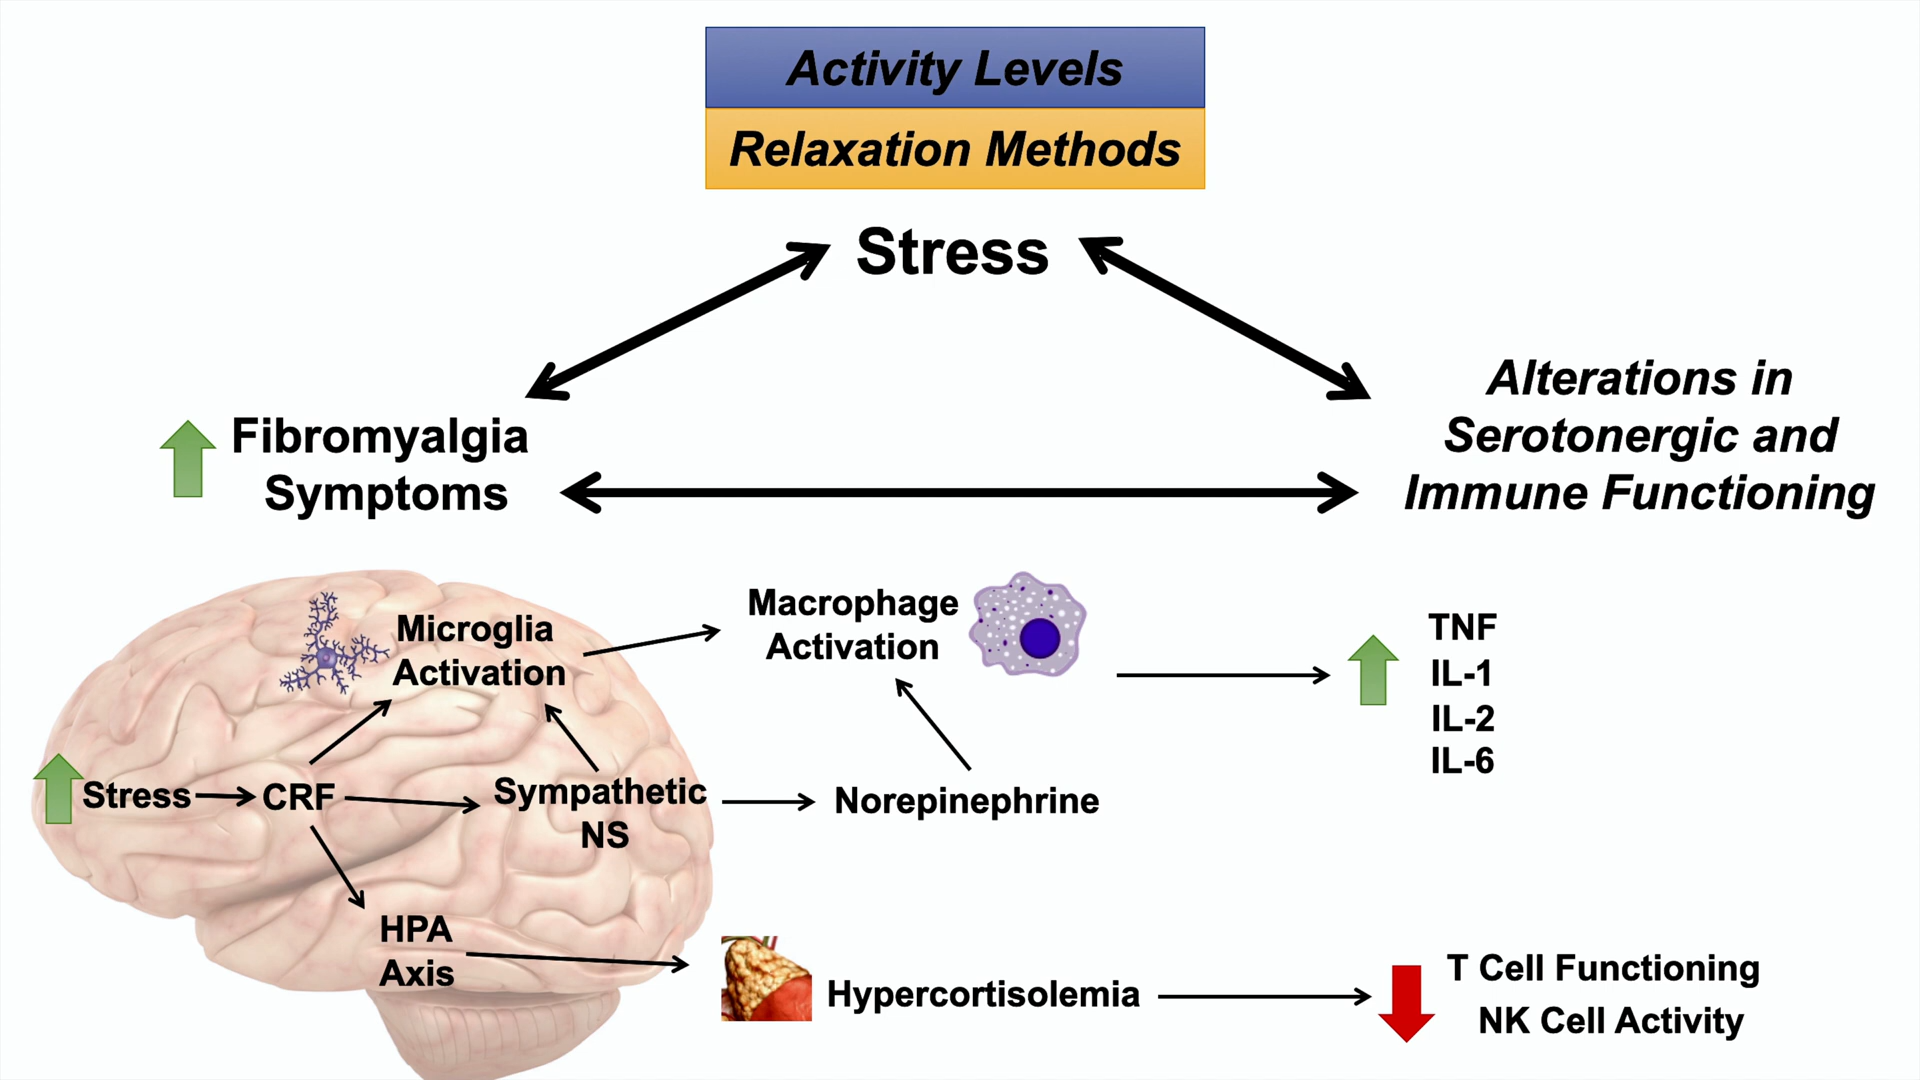 Activity Levels
Relaxation Methods
Stress
Fibromyalgia
Symptoms
Alterations in
Serotonergic and
Immune Functioning
Microglia
Activation
Macrophage
Activation
TNF
IL-1
IL-2
IL-6
Stress
CRF
Sympathetic
NS
Norepinephrine
HPA
Axis
Hypercortisolemia
T Cell Functioning
NK Cell Activity